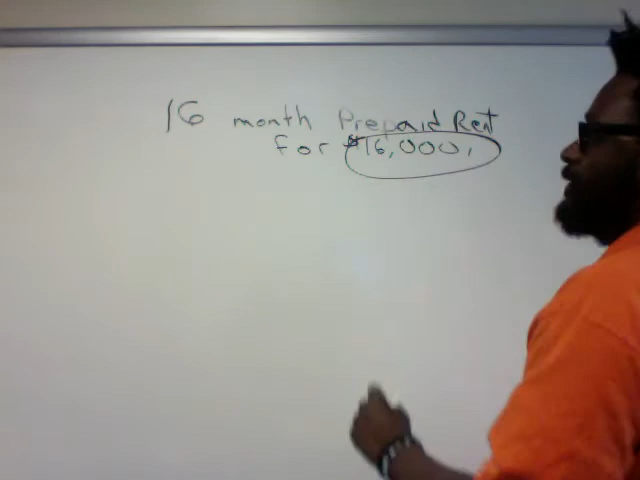 16 month Prepaid Rent
for $16,000.